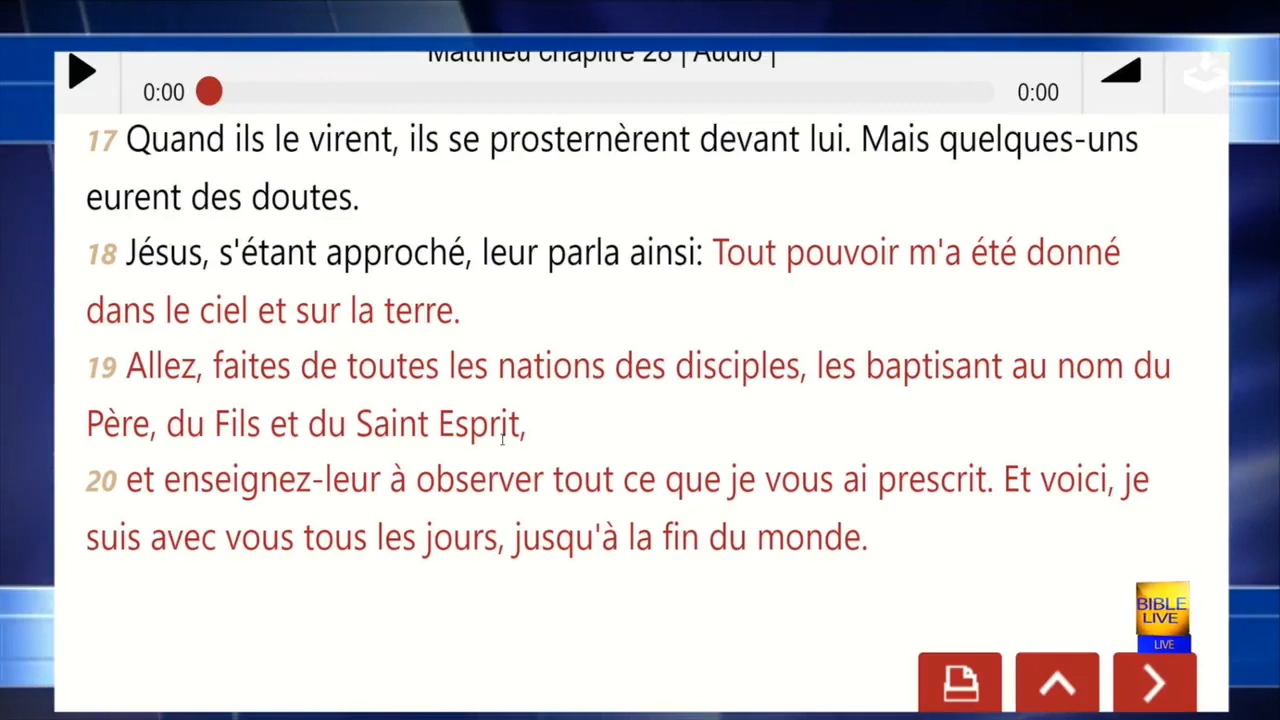 Matthieu chapitre 28 | Audio |
0:00
0:00
17 Quand ils le virent, ils se prosternèrent devant lui. Mais quelques-uns
eurent des doutes.
18 Jésus, s'étant approché, leur parla ainsi: Tout pouvoir m'a été donné
dans le ciel et sur la terre.
19 Allez, faites de toutes les nations des disciples, les baptisant au nom du
Père, du Fils et du Saint Esprit,
20 et enseignez-leur à observer tout ce que je vous ai prescrit. Et voici, je
suis avec vous tous les jours, jusqu'à la fin du monde.
BIBLE
LIVE
LIVE